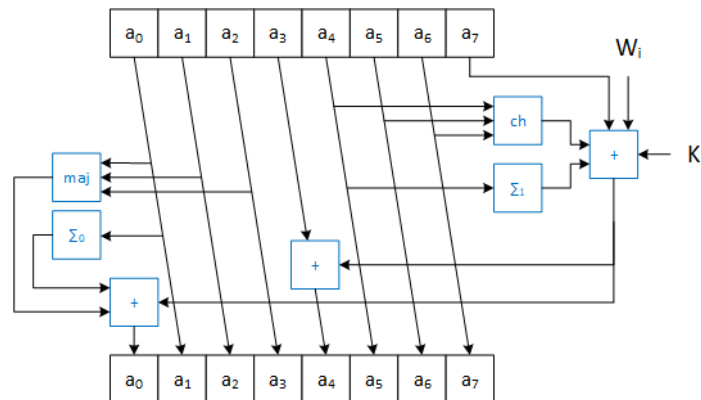 a₀ a₁ a₂ a₃ a₄ a₅ a₆ a₇
Wᵢ
ch
+
K
maj
Σ₁
Σ₀
+
+
a₀ a₁ a₂ a₃ a₄ a₅ a₆ a₇